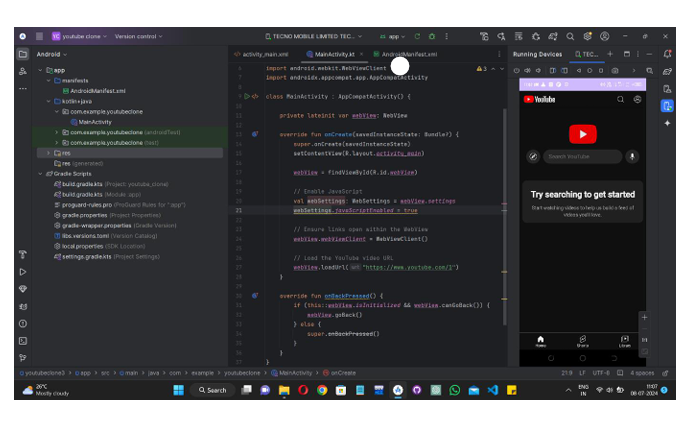 YC youtube clone Version control TECNO MOBILE LIMITED TEC... app
Android
app
manifests
AndroidManifest.xml
kotlin+java
com.example.youtubeclone
MainActivity
com.example.youtubeclone (androidTest)
com.example.youtubeclone (test)
res
res (generated)
Gradle Scripts
build.gradle.kts (Project: youtube_clone)
build.gradle.kts (Module :app)
proguard-rules.pro (ProGuard Rules for ":app")
gradle.properties (Project Properties)
gradle-wrapper.properties (Gradle Version)
libs.versions.toml (Version Catalog)
local.properties (SDK Location)
settings.gradle.kts (Project Settings)
activity_main.xml MainActivity.kt AndroidManifest.xml
import android.webkit.WebViewClient
import androidx.appcompat.app.AppCompatActivity
class MainActivity : AppCompatActivity() {
private lateinit var webView: WebView
override fun onCreate(savedInstanceState: Bundle?) {
super.onCreate(savedInstanceState)
setContentView(R.layout.activity_main)
webView = findViewById(R.id.webView)
// Enable JavaScript
val webSettings: WebSettings = webView.settings
webSettings.javaScriptEnabled = true
// Ensure links open within the WebView
webView.webViewClient = WebViewClient()
// Load the YouTube video URL
webView.loadUrl("https://www.youtube.com/
}
override fun onBackPressed() {
if (this::webView.isInitialized && webView.canGoBack()) {
webView.goBack()
} else {
super.onBackPressed()
}
}
}
Running Devices TEC...
YouTube
Search YouTube
Try searching to get started
Start watching videos to help us build a feed of
videos you'll love.
Home Shorts
youtubeclone3 app src main java com example youtubeclone MainActivity onCreate
21:9 LF UTF-8 4 spaces
26°C
Mostly cloudy
Search
ENG
IN
11:07
08-07-2024